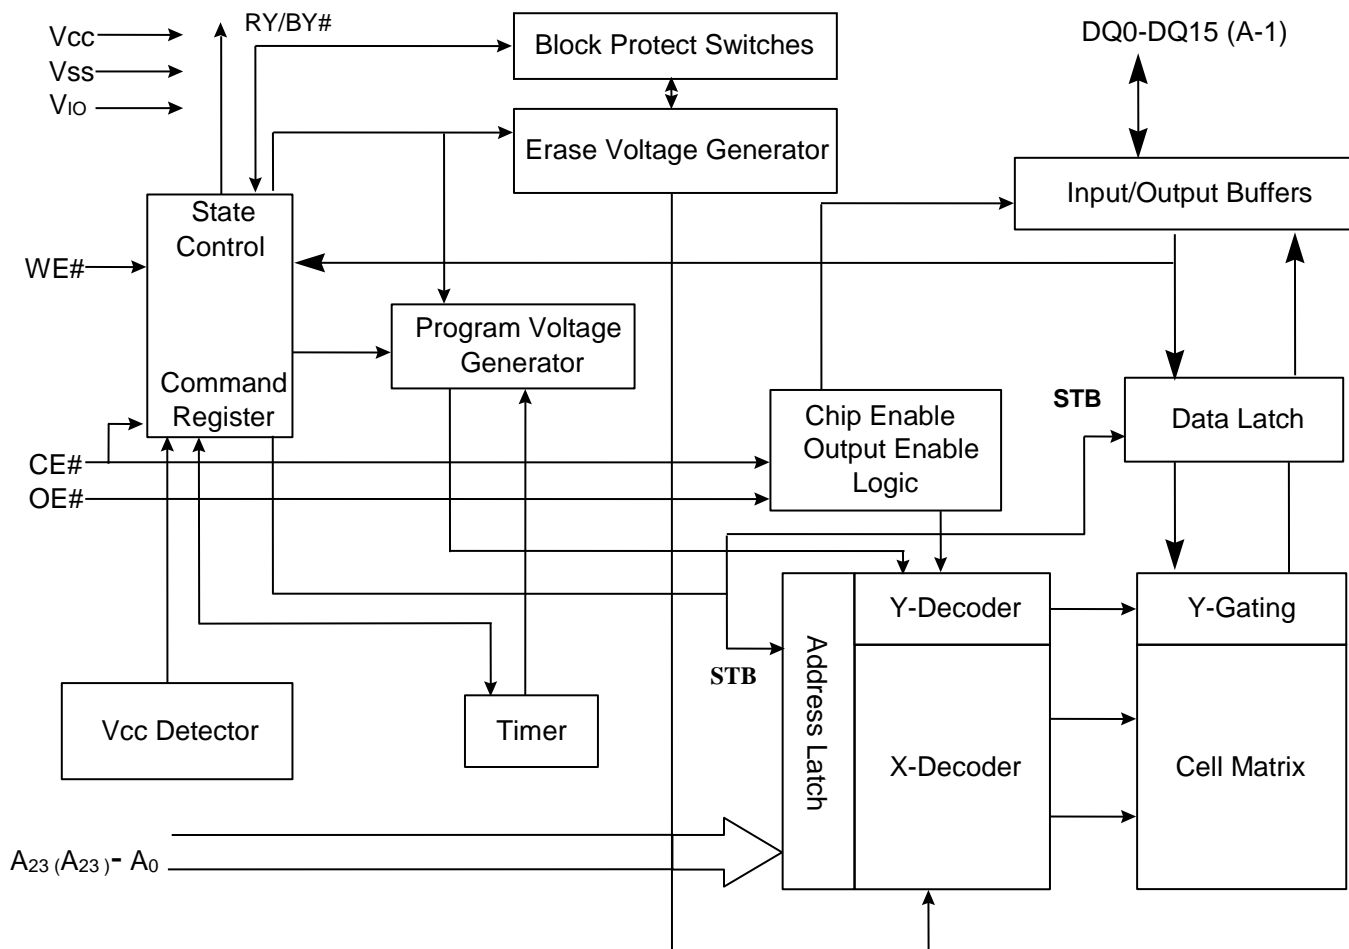 RY/BY#
Vcc
Vss
VIO
Block Protect Switches
DQ0-DQ15 (A-1)
Erase Voltage Generator
Input/Output Buffers
State
Control
WE#
Program Voltage
Generator
Command
Register
STB
Chip Enable
Output Enable
Logic
Data Latch
CE#
OE#
Address Latch
Y-Decoder
Y-Gating
STB
Vcc Detector
Timer
X-Decoder
Cell Matrix
A23 (A23 )- A0